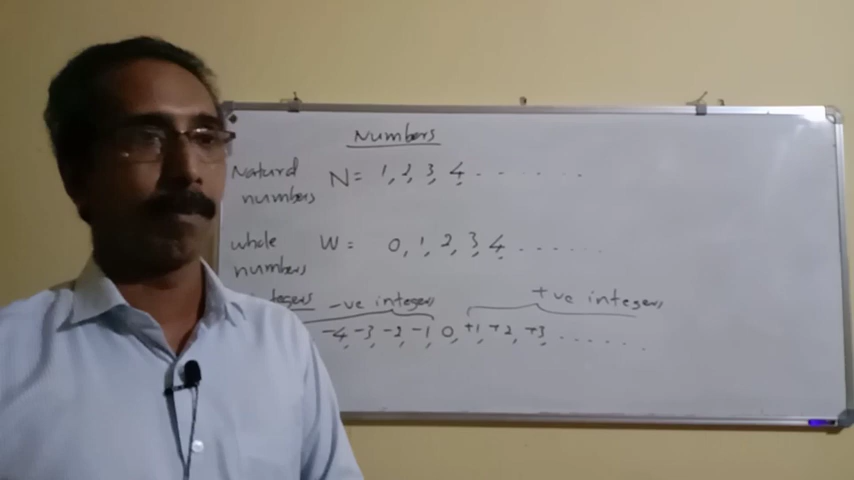 Numbers
Natural N = 1, 2, 3, 4, .......
numbers
whole W = 0, 1, 2, 3, 4, .......
numbers
tegers -ve integers +ve integers
-4, -3, -2, -1, 0, +1, +2, +3, .......